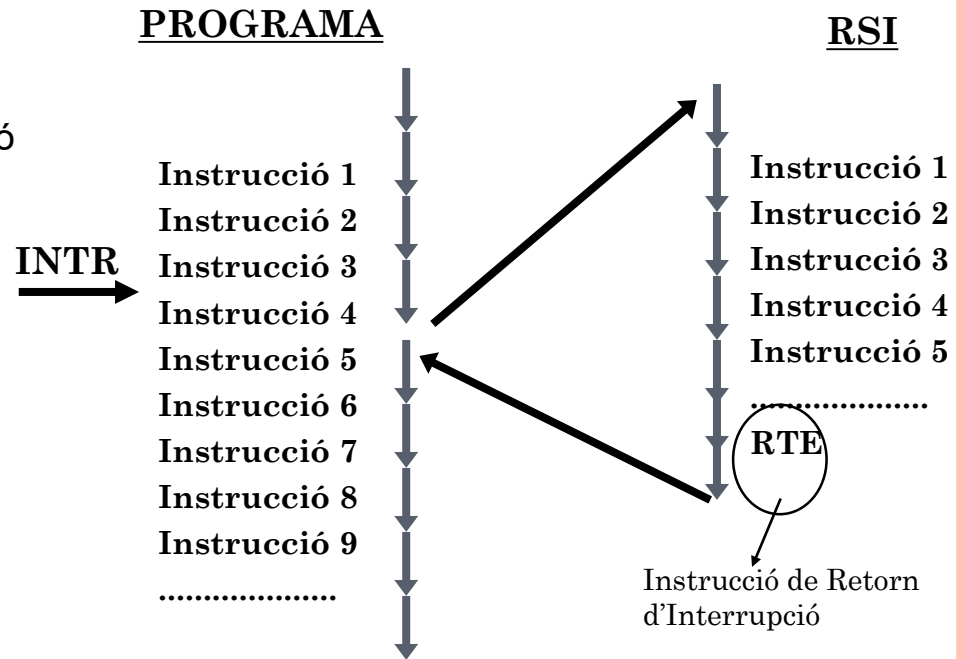 PROGRAMA
RSI
ó
INTR
Instrucció 1
Instrucció 2
Instrucció 3
Instrucció 4
Instrucció 5
Instrucció 6
Instrucció 7
Instrucció 8
Instrucció 9
....................
Instrucció 1
Instrucció 2
Instrucció 3
Instrucció 4
Instrucció 5
....................
RTE
Instrucció de Retorn
d’Interrupció